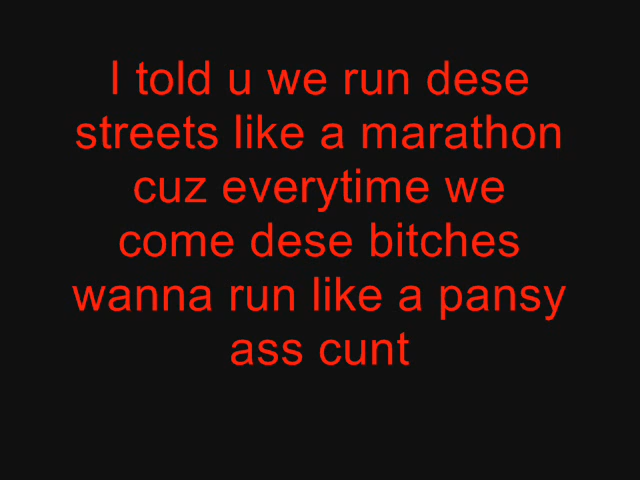 I told u we run dese
streets like a marathon
cuz everytime we
come dese bitches
wanna run like a pansy
ass cunt